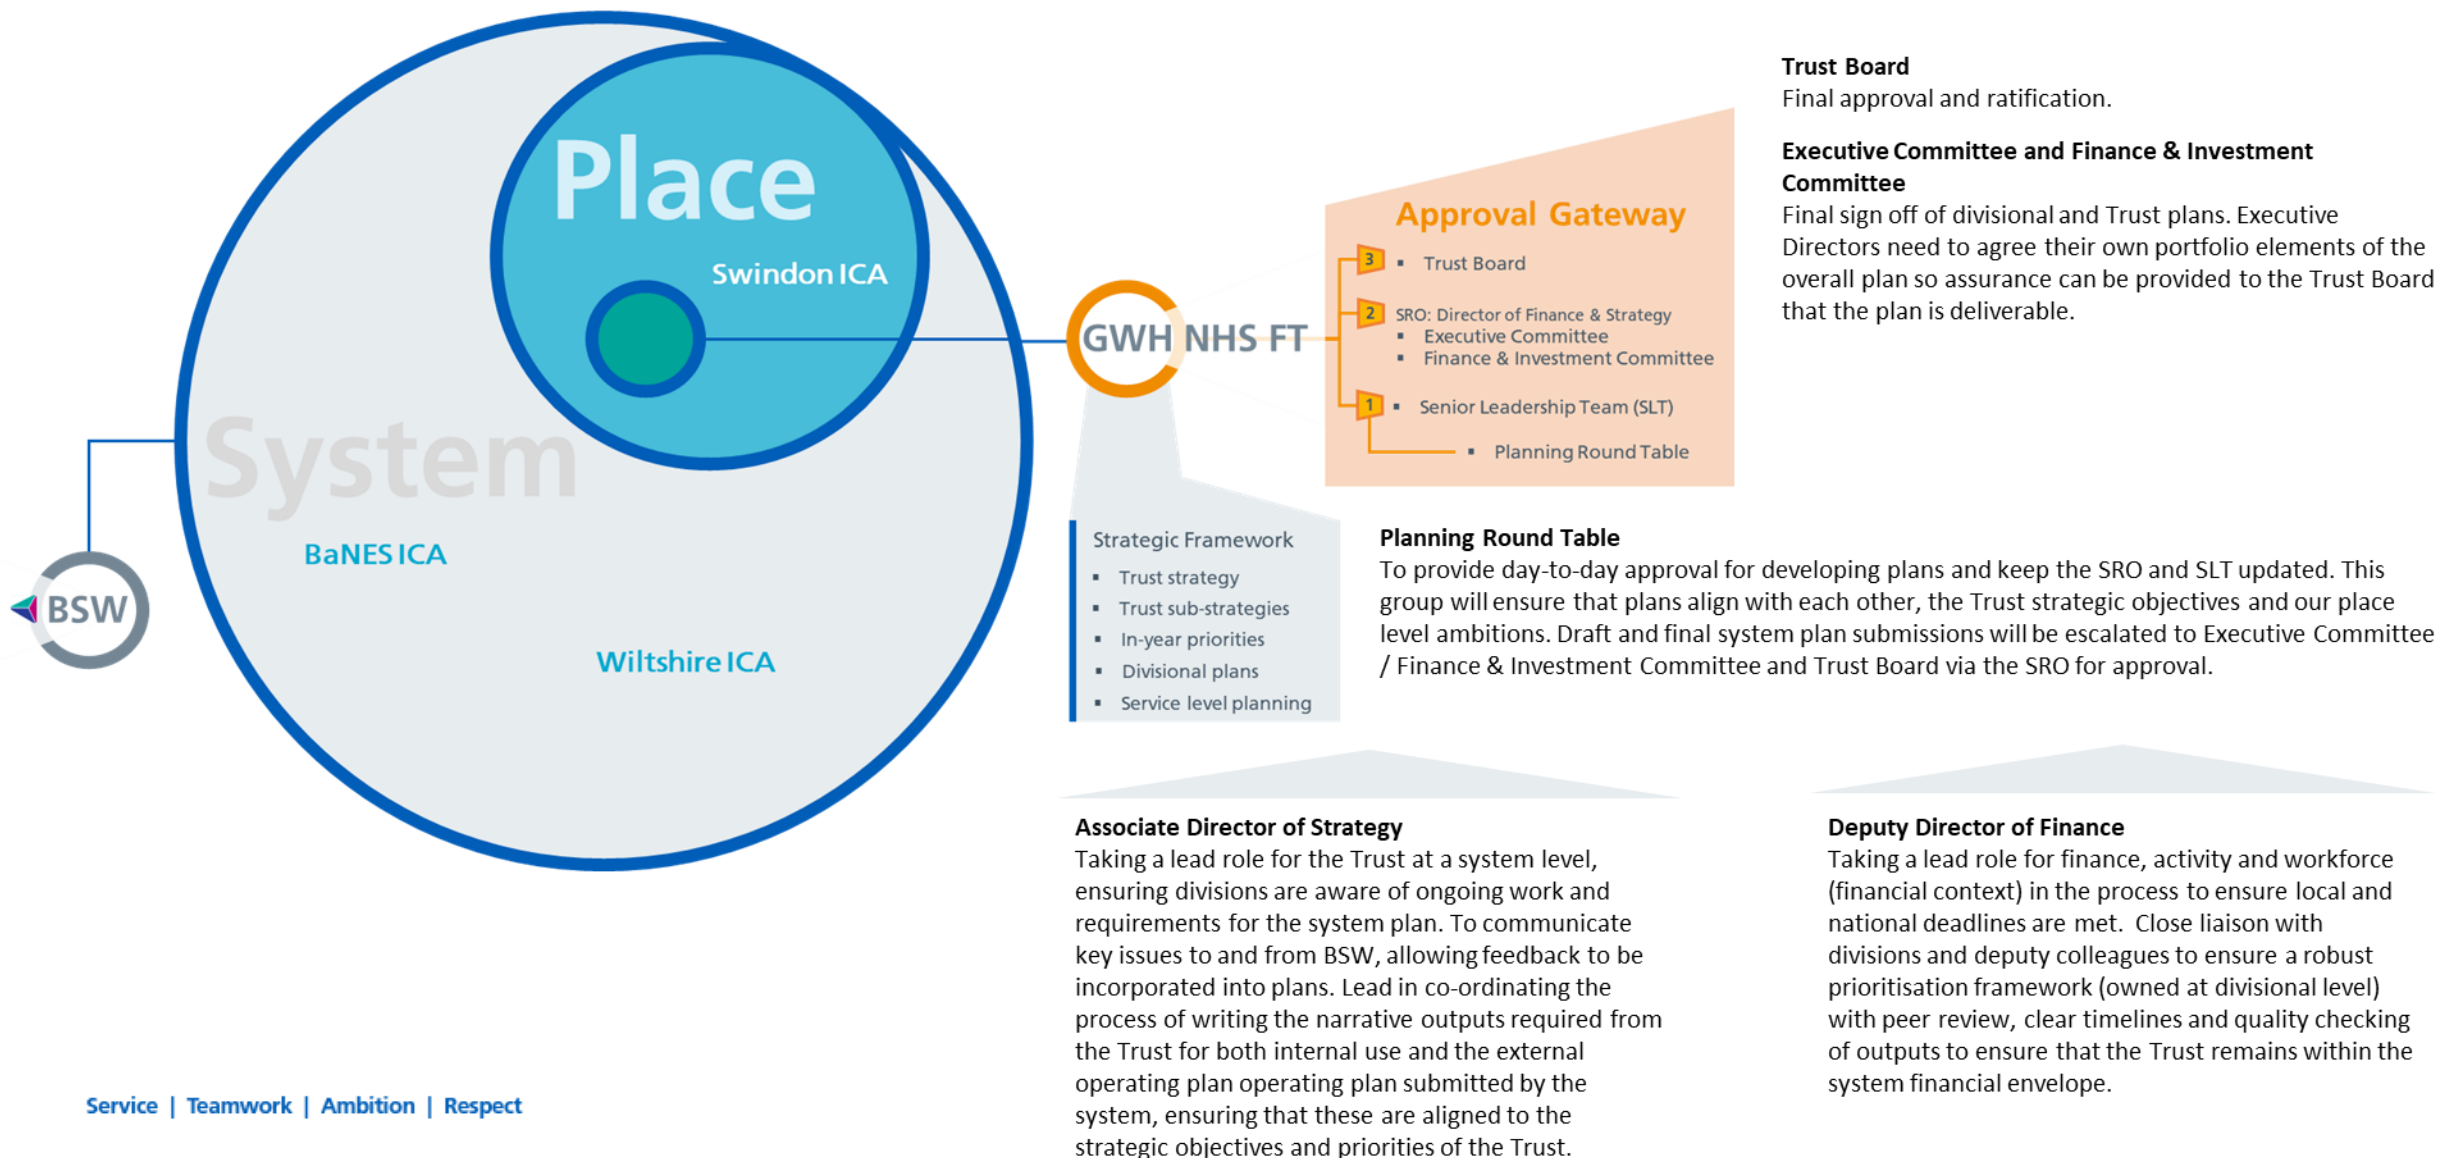 Place
Swindon ICA
System
BaNES ICA
Wiltshire ICA
BSW
GWH NHS FT
Approval Gateway
3
▪ Trust Board
2
SRO: Director of Finance & Strategy
▪ Executive Committee
▪ Finance & Investment Committee
1
▪ Senior Leadership Team (SLT)
▪ Planning Round Table
Trust Board
Final approval and ratification.
Executive Committee and Finance & Investment
Committee
Final sign off of divisional and Trust plans. Executive
Directors need to agree their own portfolio elements of the
overall plan so assurance can be provided to the Trust Board
that the plan is deliverable.
Strategic Framework
▪ Trust strategy
▪ Trust sub-strategies
▪ In-year priorities
▪ Divisional plans
▪ Service level planning
Planning Round Table
To provide day-to-day approval for developing plans and keep the SRO and SLT updated. This
group will ensure that plans align with each other, the Trust strategic objectives and our place
level ambitions. Draft and final system plan submissions will be escalated to Executive Committee
/ Finance & Investment Committee and Trust Board via the SRO for approval.
Associate Director of Strategy
Taking a lead role for the Trust at a system level,
ensuring divisions are aware of ongoing work and
requirements for the system plan. To communicate
key issues to and from BSW, allowing feedback to be
incorporated into plans. Lead in co-ordinating the
process of writing the narrative outputs required from
the Trust for both internal use and the external
operating plan operating plan submitted by the
system, ensuring that these are aligned to the
strategic objectives and priorities of the Trust.
Deputy Director of Finance
Taking a lead role for finance, activity and workforce
(financial context) in the process to ensure local and
national deadlines are met.  Close liaison with
divisions and deputy colleagues to ensure a robust
prioritisation framework (owned at divisional level)
with peer review, clear timelines and quality checking
of outputs to ensure that the Trust remains within the
system financial envelope.
Service | Teamwork | Ambition | Respect